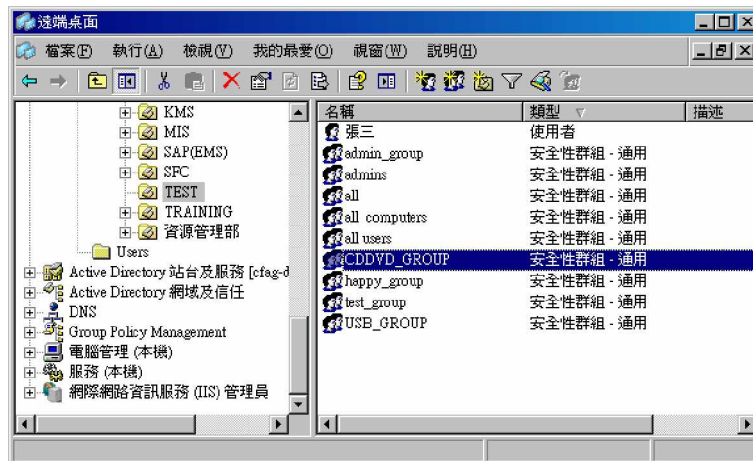 遠端桌面
檔案(F) 執行(A) 檢視(V) 我的最愛(O) 視窗(W) 說明(H)
KMS
MIS
SAP(EMS)
SFC
TEST
TRAINING
資源管理部
Users
Active Directory 站台及服務 [cfag-d
Active Directory 網域及信任
DNS
Group Policy Management
電腦管理 (本機)
服務 (本機)
網際網路資訊服務 (IIS) 管理員
名稱 類型 描述
張三 使用者
admin_group 安全性群組 - 通用
admins 安全性群組 - 通用
all 安全性群組 - 通用
all computers 安全性群組 - 通用
all users 安全性群組 - 通用
CDDVD_GROUP 安全性群組 - 通用
happy_group 安全性群組 - 通用
test_group 安全性群組 - 通用
USB_GROUP 安全性群組 - 通用